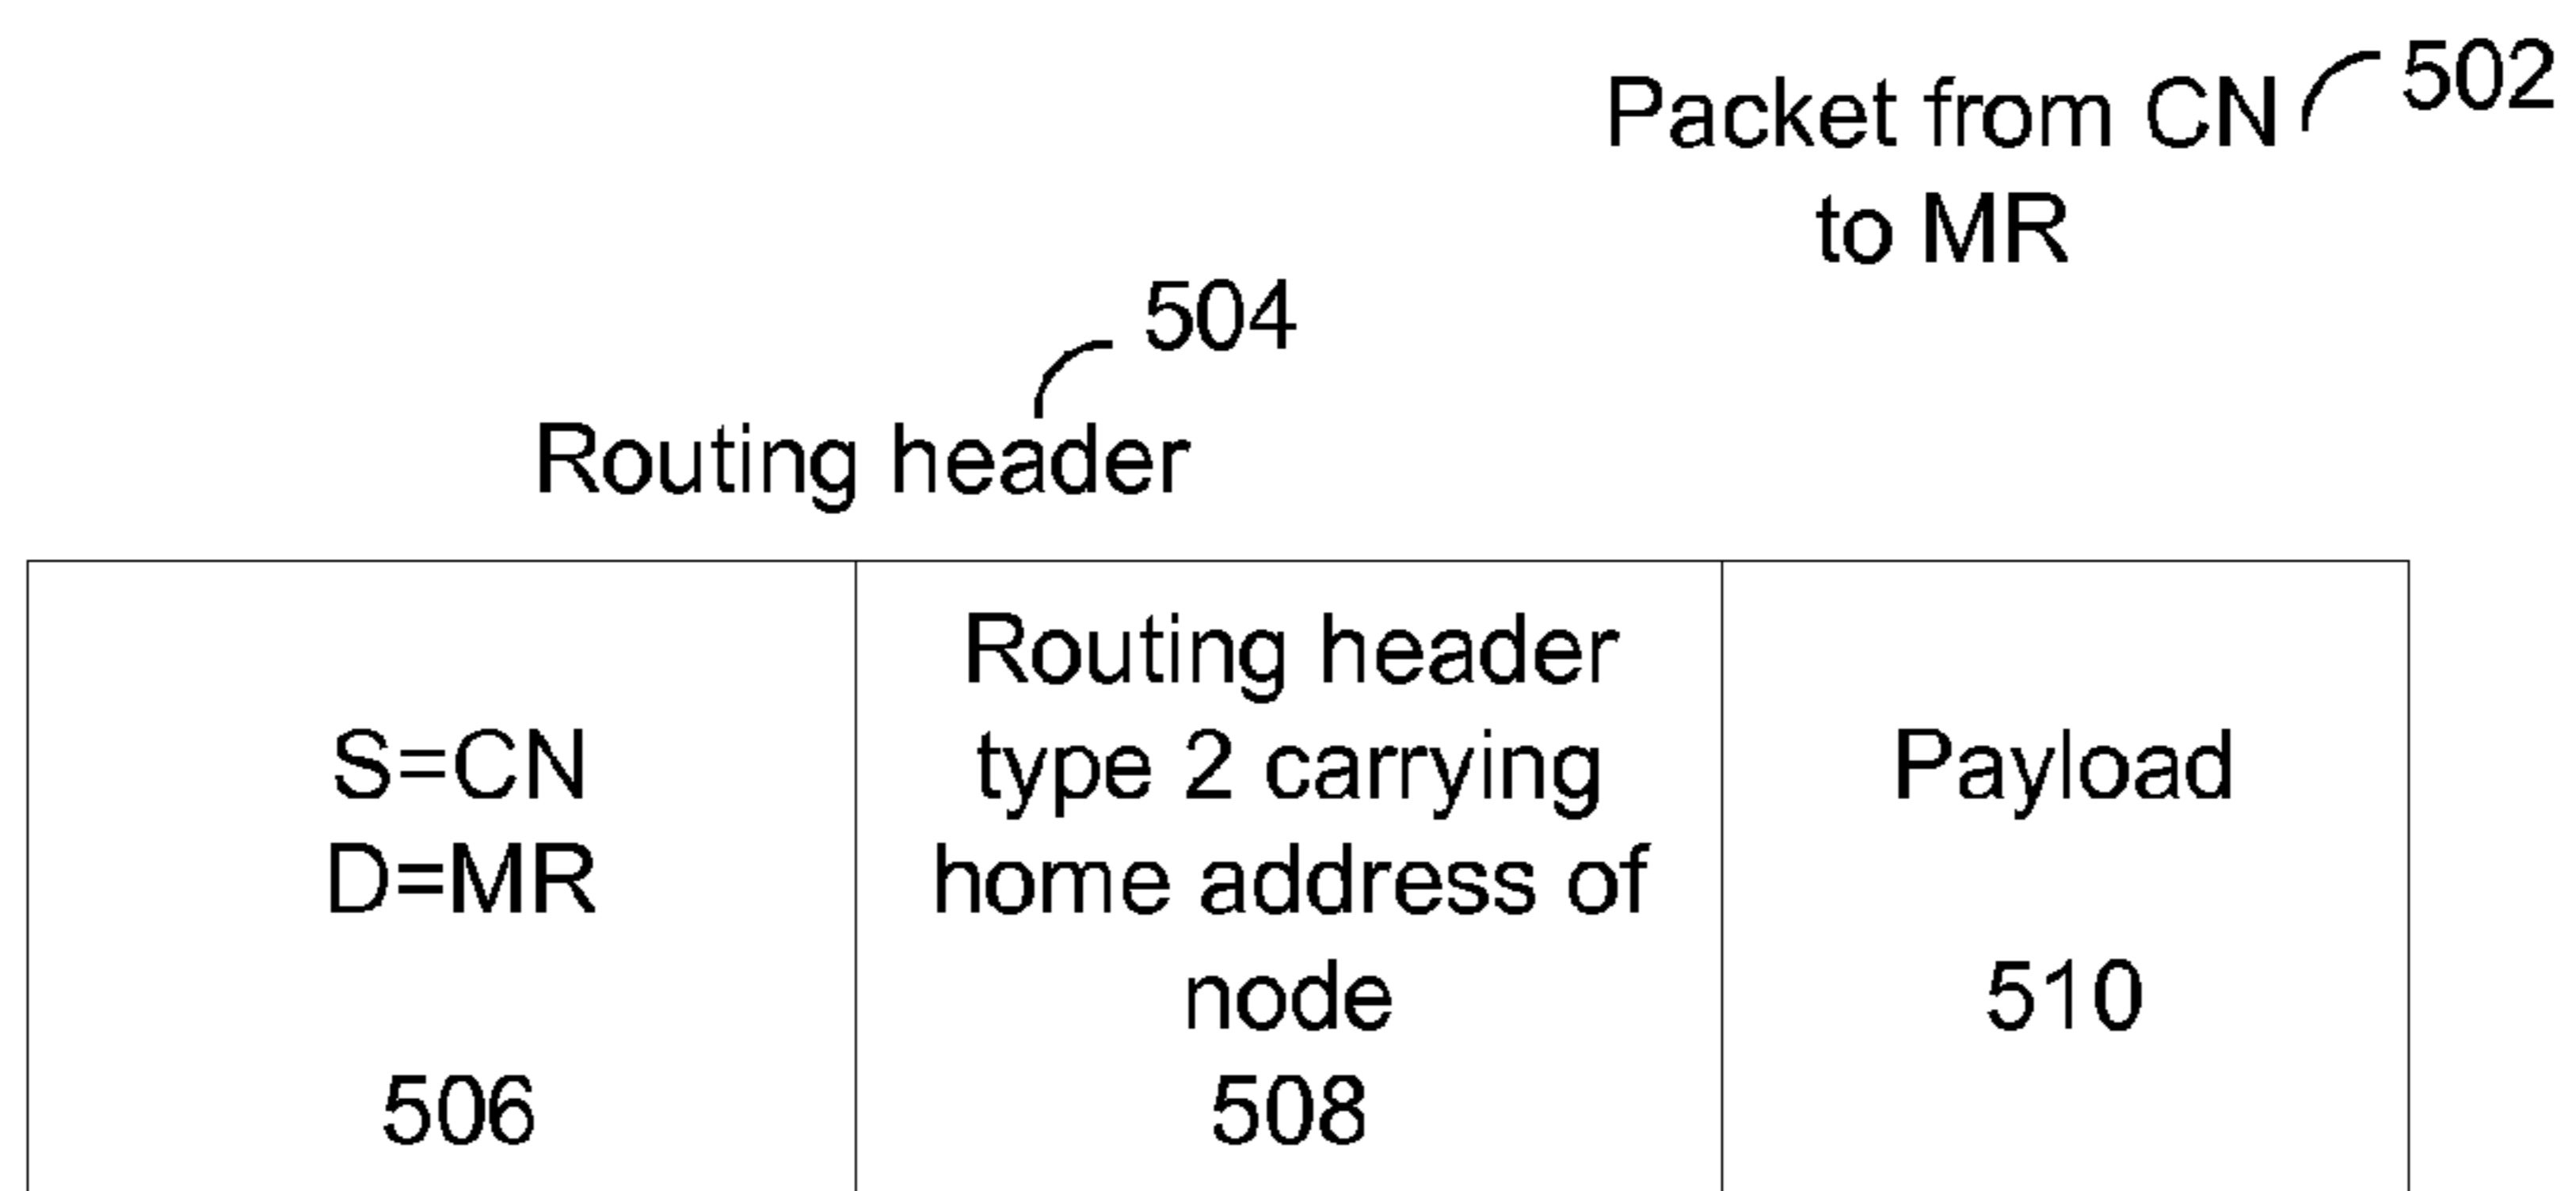 Packet from CN 502
to MR
504
Routing header
S=CN
D=MR
506
Routing header
type 2 carrying
home address of
node
508
Payload
510